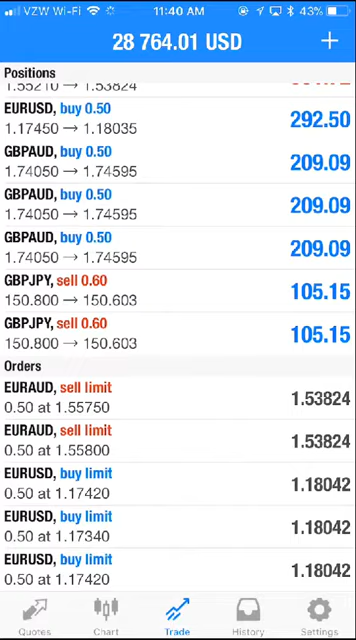 VZW Wi-Fi 11:40 AM 43%
28 764.01 USD +
Positions
1.55210 → 1.53824
EURUSD, buy 0.50 292.50
1.17450 → 1.18035
GBPAUD, buy 0.50 209.09
1.74050 → 1.74595
GBPAUD, buy 0.50 209.09
1.74050 → 1.74595
GBPAUD, buy 0.50 209.09
1.74050 → 1.74595
GBPJPY, sell 0.60 105.15
150.800 → 150.603
GBPJPY, sell 0.60 105.15
150.800 → 150.603
Orders
EURAUD, sell limit 1.53824
0.50 at 1.55750
EURAUD, sell limit 1.53824
0.50 at 1.55800
EURUSD, buy limit 1.18042
0.50 at 1.17420
EURUSD, buy limit 1.18042
0.50 at 1.17340
EURUSD, buy limit 1.18042
0.50 at 1.17420
Quotes Chart Trade History Settings